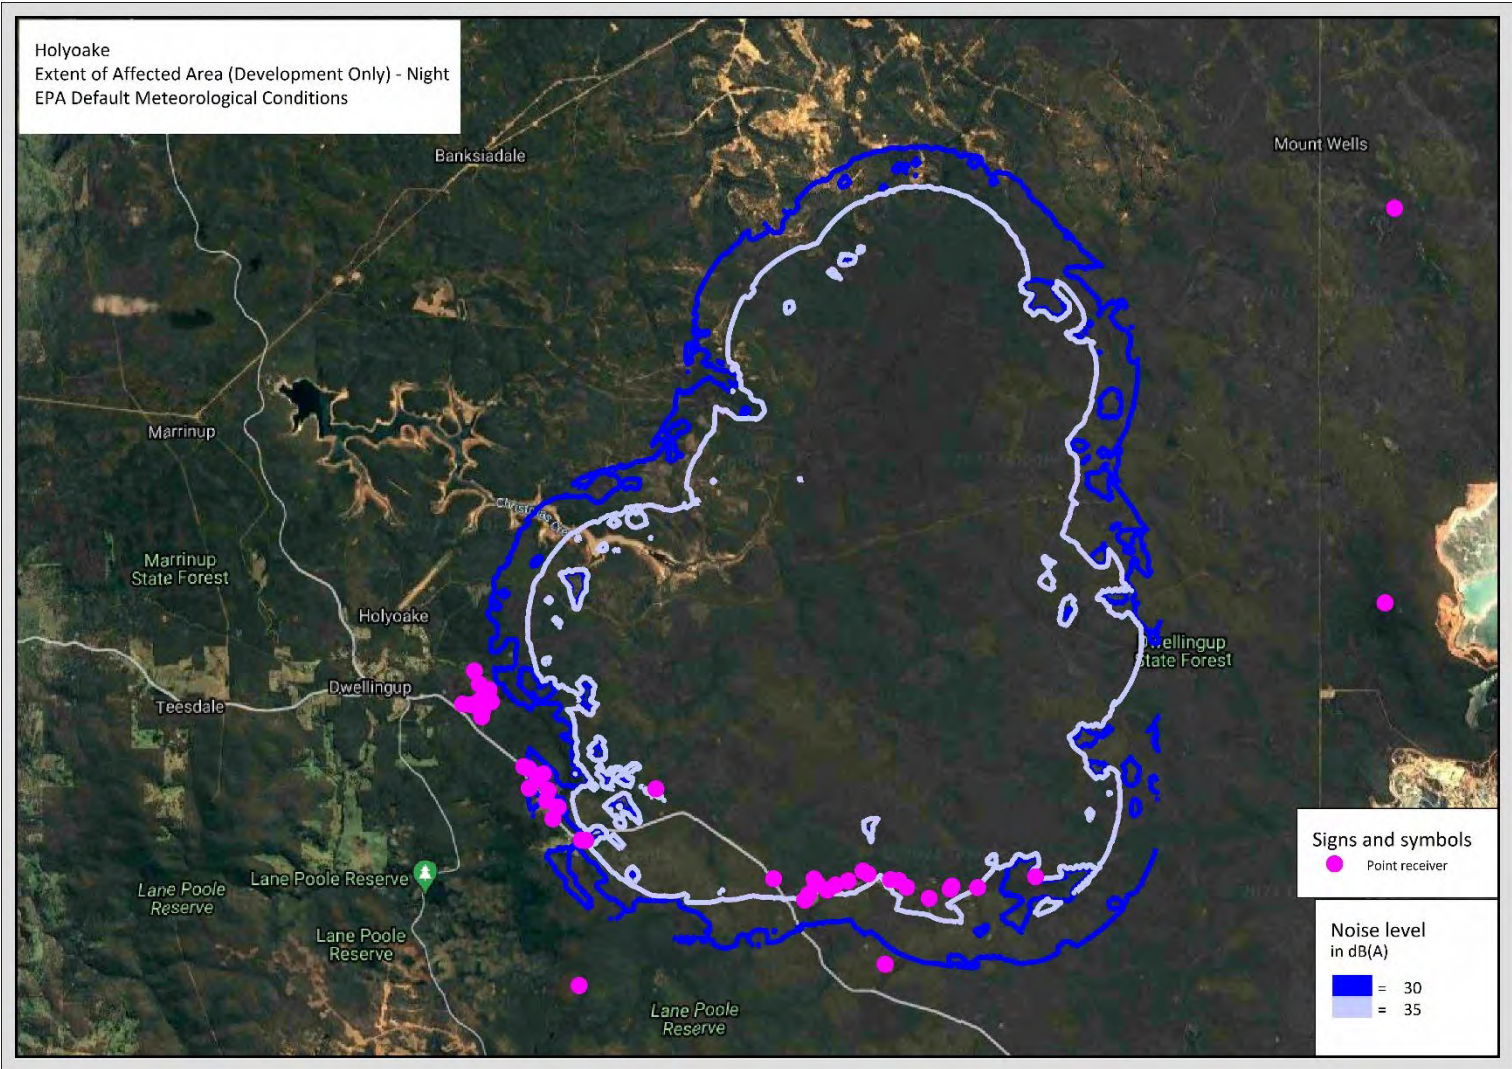 Holyoake
Extent of Affected Area (Development Only) - Night
EPA Default Meteorological Conditions
Banksiadale
Mount Wells
Marrinup
Marrinup
State Forest
Holyoake
Dwellingup
Teesdale
Dwellingup
State Forest
Lane Poole Reserve
Lane Poole
Reserve
Lane Poole
Reserve
Lane Poole
Reserve
Signs and symbols
Point receiver
Noise level
in dB(A)
= 30
= 35